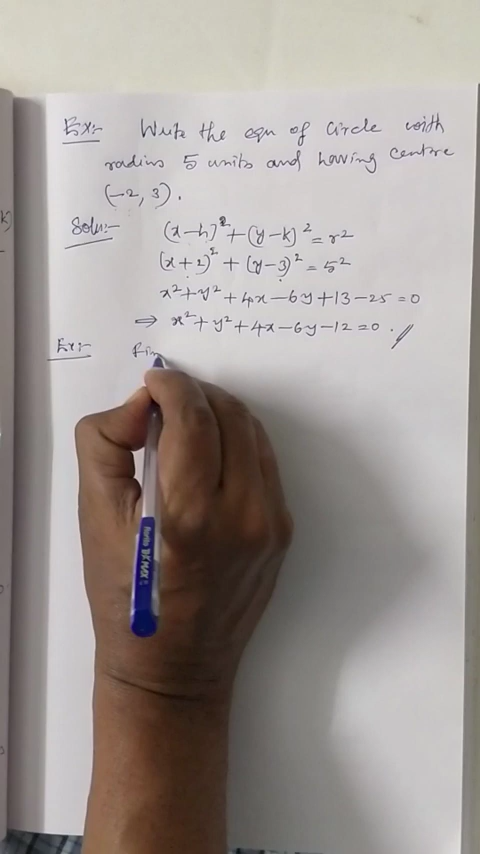 Ex:- Write the eqn of circle with
radius 5 units and having centre
(-2, 3).
Soln:- (x-h)² + (y-k)² = r²
(x+2)² + (y-3)² = 5²
x² + y² + 4x - 6y + 13 - 25 = 0
⇒ x² + y² + 4x - 6y - 12 = 0.
Ex:- Fin
k)